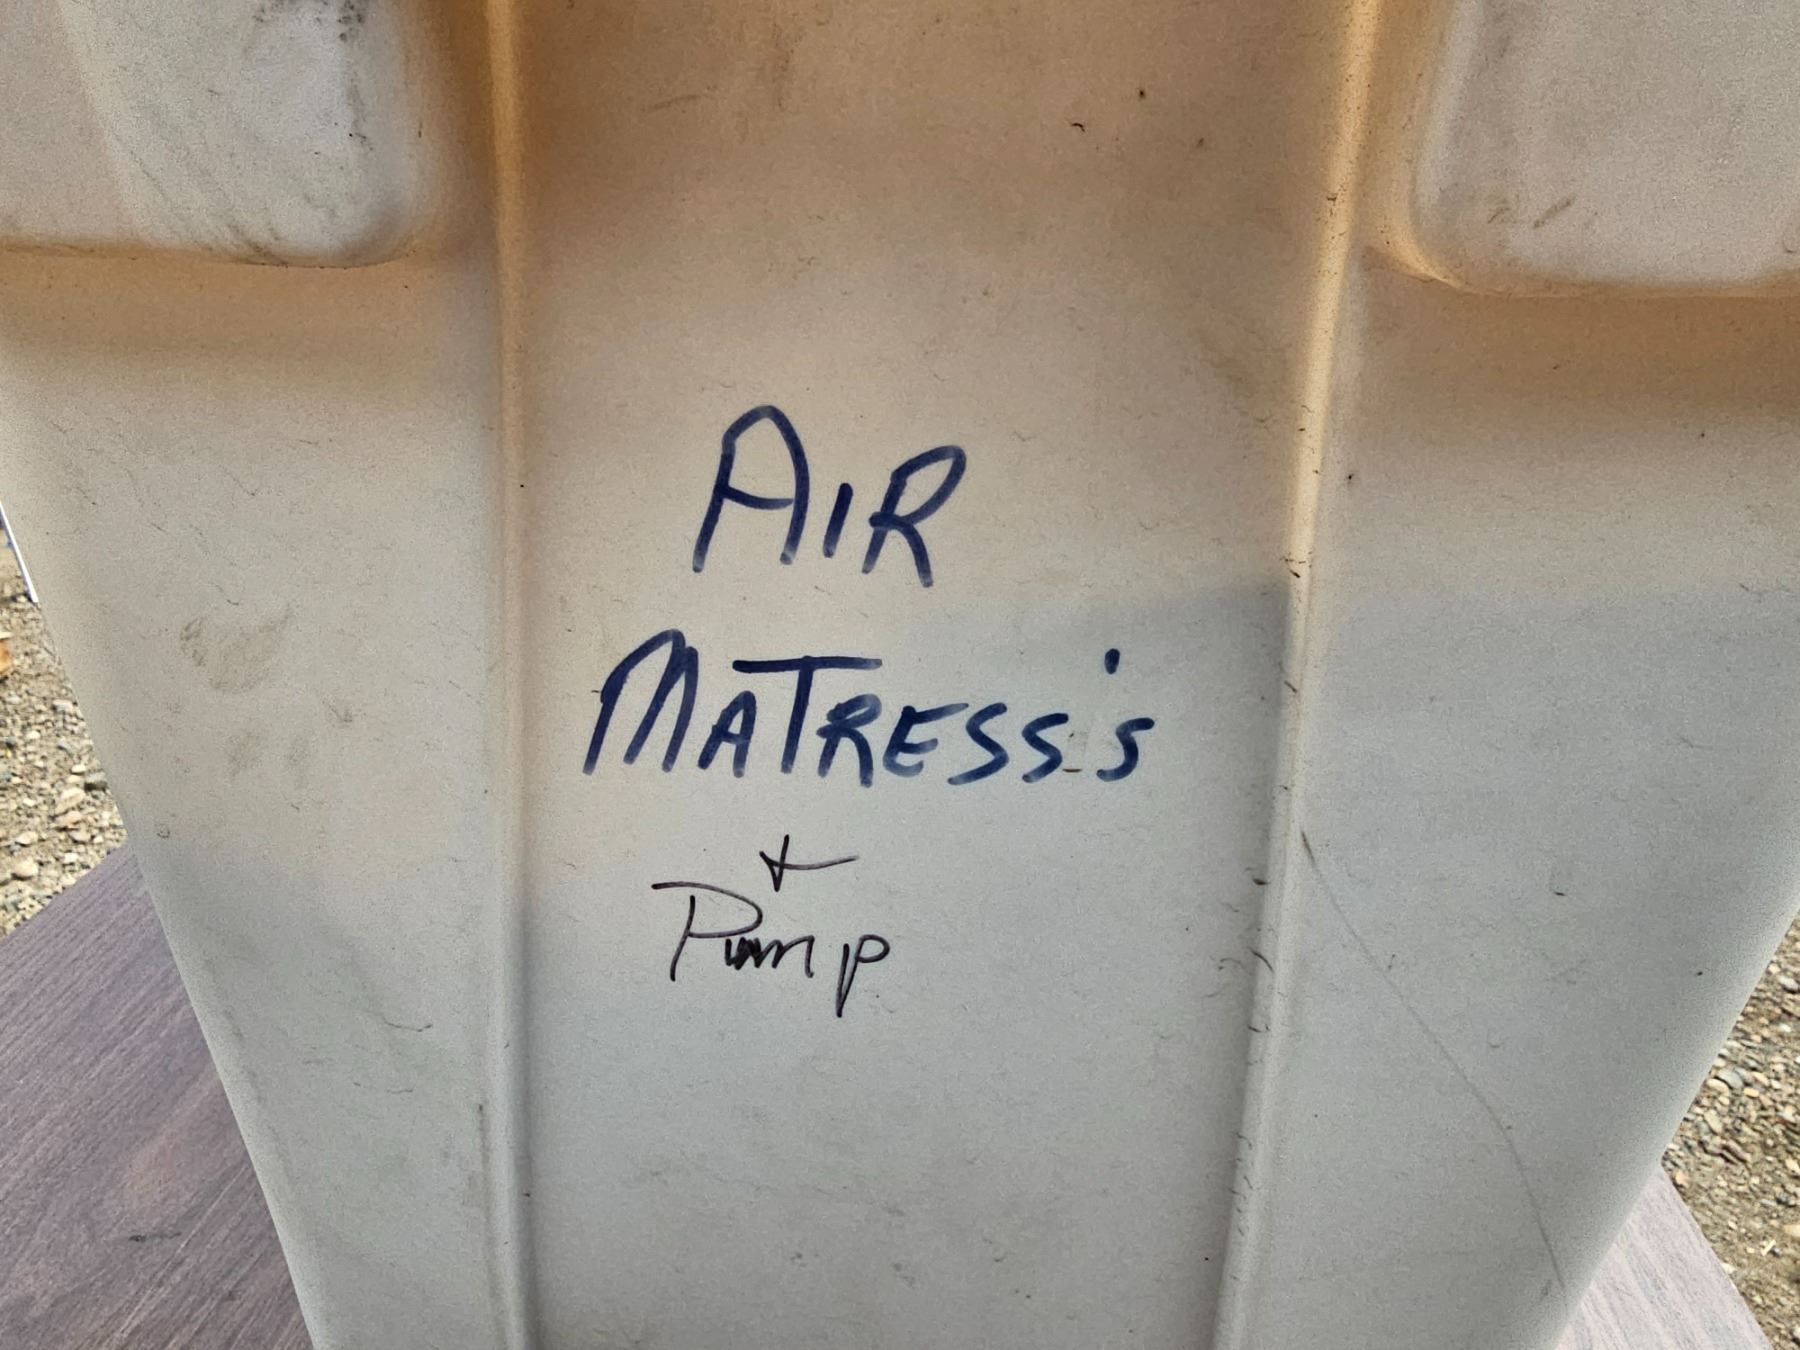 AIR
MATRESS'S
+
Pump